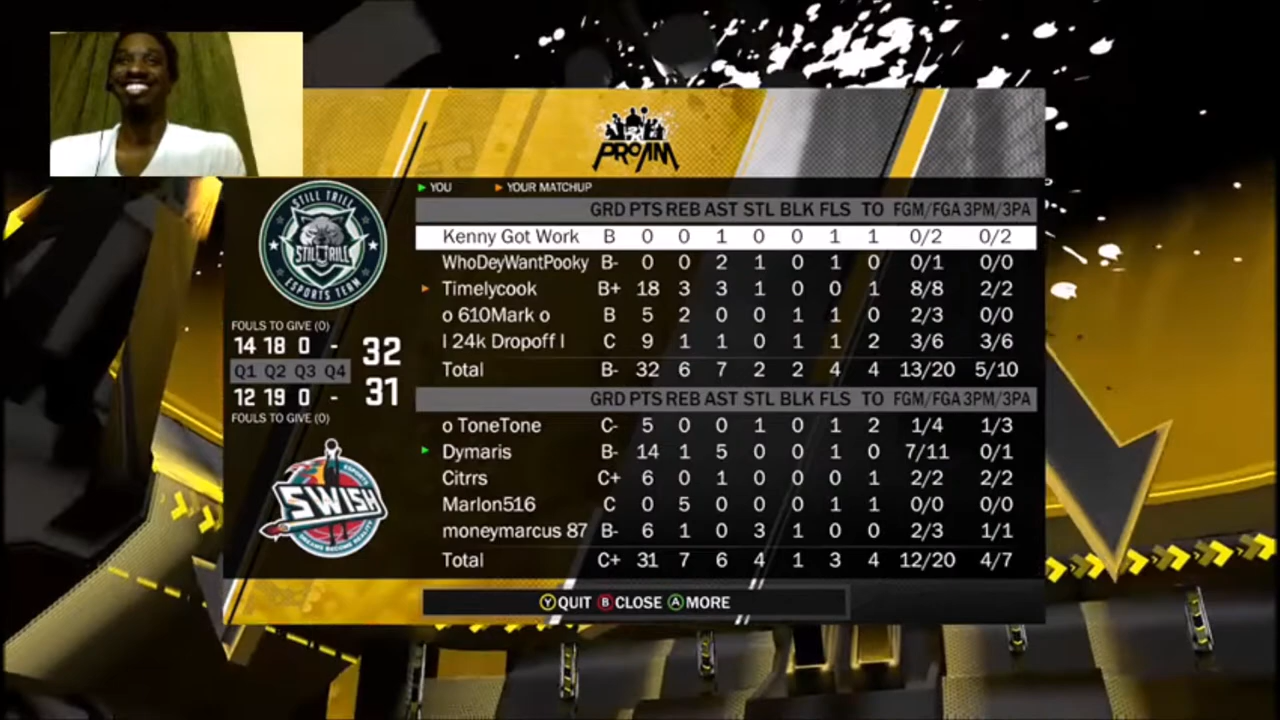 PRO AM
YOU YOUR MATCHUP
GRD PTS REB AST STL BLK FLS TO FGM/FGA 3PM/3PA
Kenny Got Work B 0 0 1 0 0 1 1 0/2 0/2
WhoDeyWantPooky B- 0 0 2 1 0 1 0 0/1 0/0
Timelycook B+ 18 3 3 1 0 0 1 8/8 2/2
o 610Mark o B 5 2 0 0 1 1 0 2/3 0/0
l 24k Dropoff l C 9 1 1 0 1 1 2 3/6 3/6
Total B- 32 6 7 2 2 4 4 13/20 5/10
STILL TRILL
STILL TRILL
ESPORTS TEAM
FOULS TO GIVE (0)
14 18 0 - 32
Q1 Q2 Q3 Q4
12 19 0 - 31
FOULS TO GIVE (0)
GRD PTS REB AST STL BLK FLS TO FGM/FGA 3PM/3PA
o ToneTone C- 5 0 0 1 0 1 2 1/4 1/3
Dymaris B- 14 1 5 0 0 1 0 7/11 0/1
Citrrs C+ 6 0 1 0 0 0 1 2/2 2/2
Marlon516 C 0 5 0 0 0 1 1 0/0 0/0
moneymarcus 87 B- 6 1 0 3 1 0 0 2/3 1/1
Total C+ 31 7 6 4 1 3 4 12/20 4/7
SWISH
DREAMS BECOME REALITY
Y QUIT B CLOSE A MORE